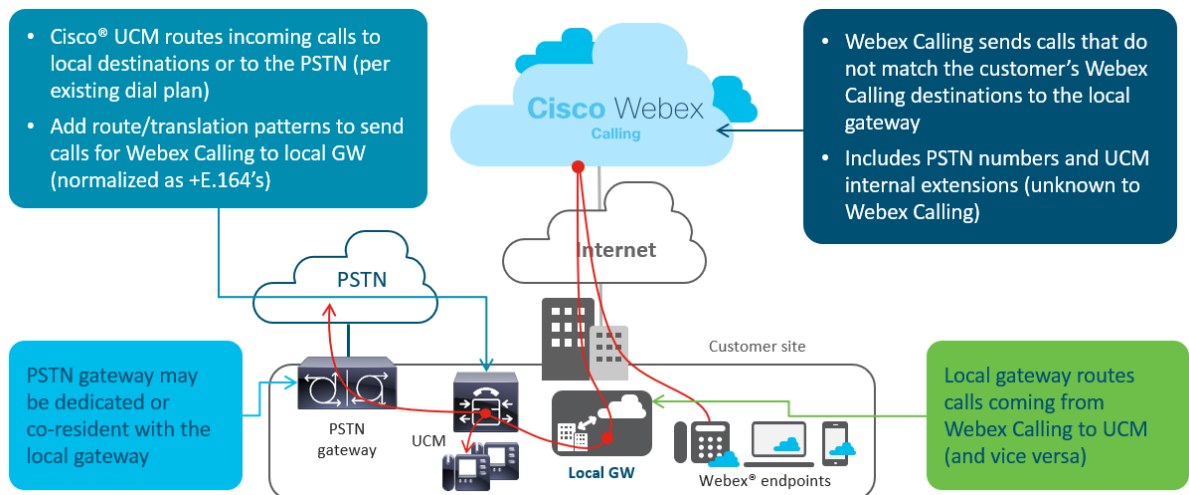 • Cisco® UCM routes incoming calls to
local destinations or to the PSTN (per
existing dial plan)
• Add route/translation patterns to send
calls for Webex Calling to local GW
(normalized as +E.164’s)
Cisco Webex
Calling
• Webex Calling sends calls that do
not match the customer’s Webex
Calling destinations to the local
gateway
• Includes PSTN numbers and UCM
internal extensions (unknown to
Webex Calling)
Internet
PSTN
Customer site
PSTN gateway may
be dedicated or
co-resident with the
local gateway
PSTN
gateway
UCM
Local GW
Webex® endpoints
Local gateway routes
calls coming from
Webex Calling to UCM
(and vice versa)